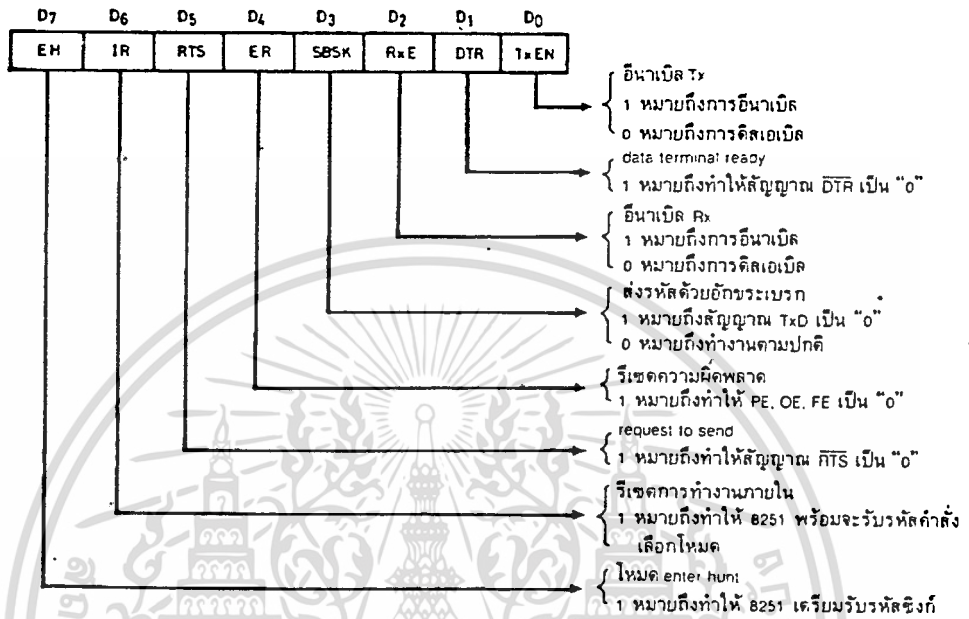 D7 D6 D5 D4 D3 D2 D1 D0
EH IR RTS ER SBSK RxE DTR TxEN
อีนาเบิล Tx
1 หมายถึงการอีนาเบิล
0 หมายถึงการดิสเอเบิล
data terminal ready
1 หมายถึงทำให้สัญญาณ D̅T̅R̅ เป็น “0”
อีนาเบิล Rx
1 หมายถึงการอีนาเบิล
0 หมายถึงการดิสเอเบิล
ส่งรหัสด้วยอักขระเบรก
1 หมายถึงสัญญาณ TxD เป็น “0”
0 หมายถึงทำงานตามปกติ
รีเซตความผิดพลาด
1 หมายถึงทำให้ PE, OE, FE เป็น “0”
request to send
1 หมายถึงทำให้สัญญาณ R̅T̅S̅ เป็น “0”
รีเซตการทำงานภายใน
1 หมายถึงทำให้ 8251 พร้อมจะรับรหัสคำสั่ง
เลือกโหมด
โหมด enter hunt
1 หมายถึงทำให้ 8251 เตรียมรับรหัสซิงก์